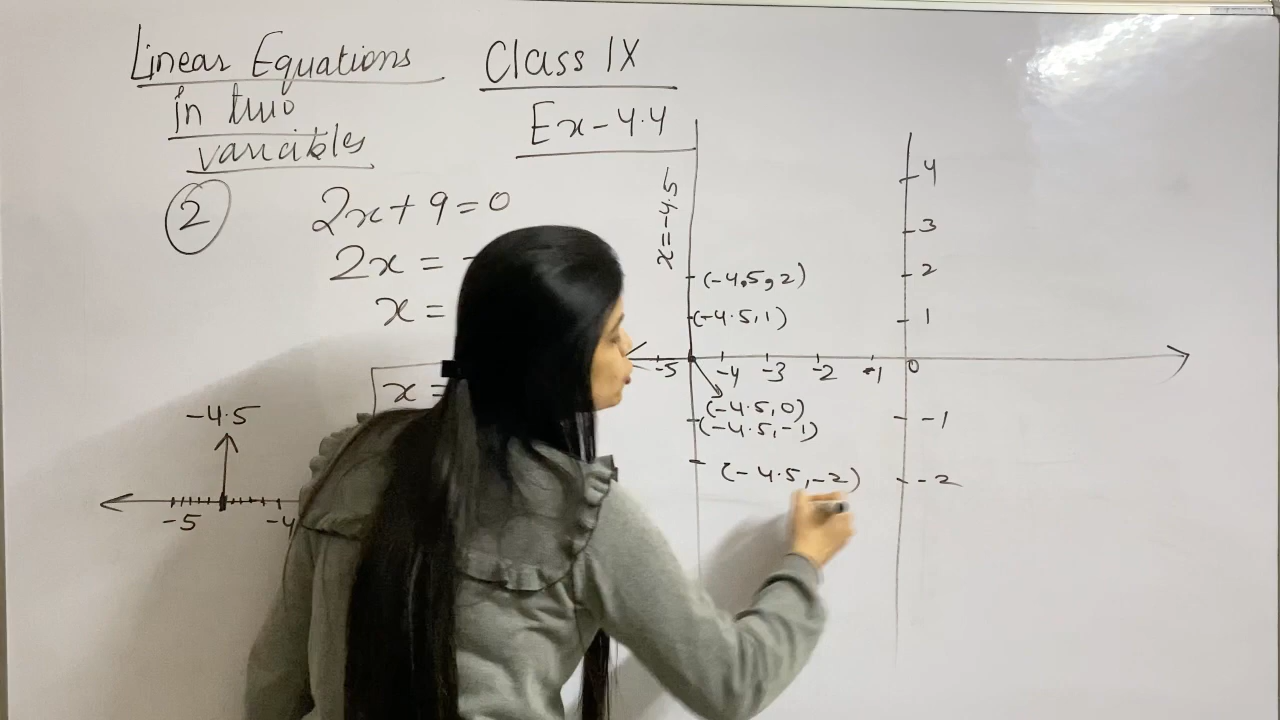 Linear Equations
in two
variables
Class IX
Ex-4.4
2
2x+9=0
2x = -
x =
x =
-4.5
-5
-4
x=-4.5
(-4.5,2)
(-4.5,1)
-5 -4 -3 -2 -1 0
(-4.5,0)
(-4.5,-1)
(-4.5,-2)
4
3
2
1
-1
-2